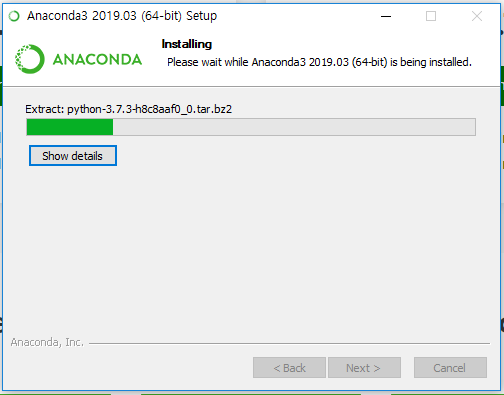 Anaconda3 2019.03 (64-bit) Setup
ANACONDA
Installing
Please wait while Anaconda3 2019.03 (64-bit) is being installed.
Extract: python-3.7.3-h8c8aaf0_0.tar.bz2
Show details
Anaconda, Inc.
< Back
Next >
Cancel